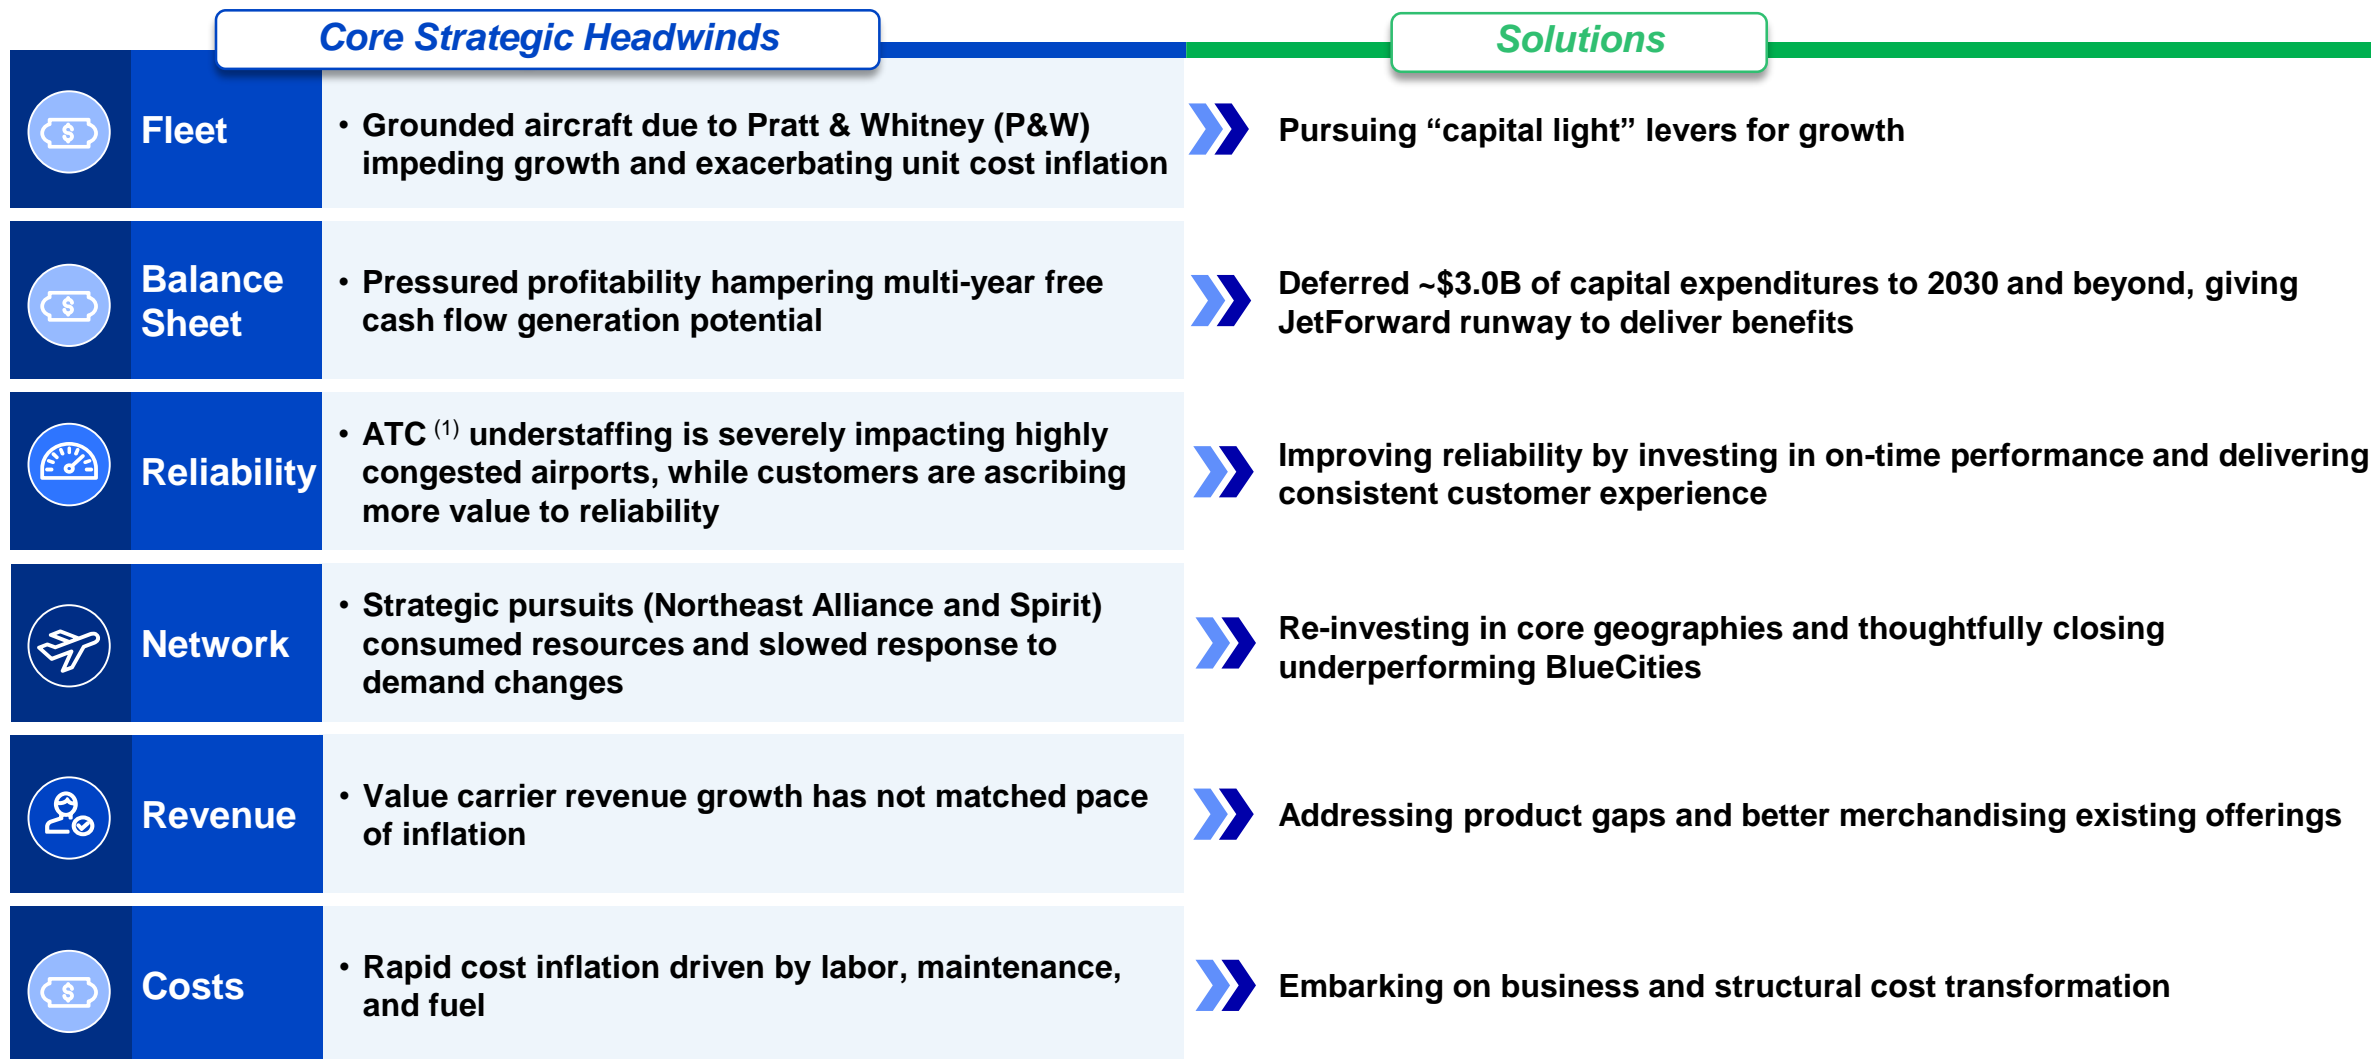 Core Strategic Headwinds
Solutions
Fleet
• Grounded aircraft due to Pratt & Whitney (P&W)
impeding growth and exacerbating unit cost inflation
Pursuing “capital light” levers for growth
Balance
Sheet
• Pressured profitability hampering multi-year free
cash flow generation potential
Deferred ~$3.0B of capital expenditures to 2030 and beyond, giving
JetForward runway to deliver benefits
Reliability
• ATC (1) understaffing is severely impacting highly
congested airports, while customers are ascribing
more value to reliability
Improving reliability by investing in on-time performance and delivering
consistent customer experience
Network
• Strategic pursuits (Northeast Alliance and Spirit)
consumed resources and slowed response to
demand changes
Re-investing in core geographies and thoughtfully closing
underperforming BlueCities
Revenue
• Value carrier revenue growth has not matched pace
of inflation
Addressing product gaps and better merchandising existing offerings
Costs
• Rapid cost inflation driven by labor, maintenance,
and fuel
Embarking on business and structural cost transformation